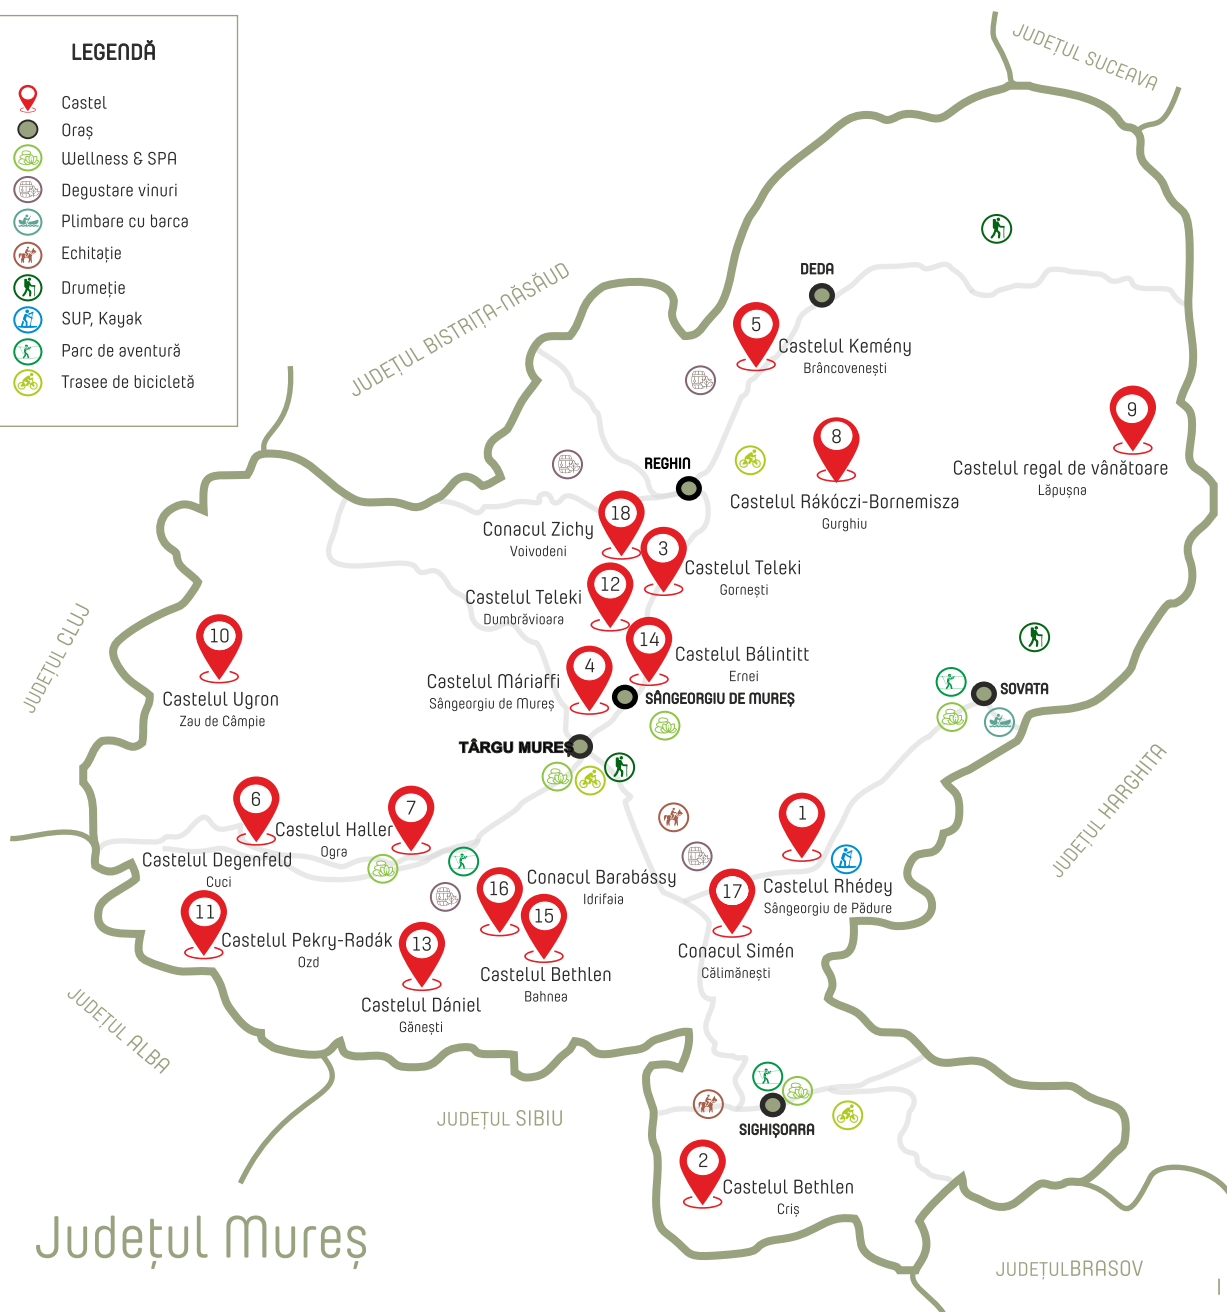 LEGENDĂ
Castel
Oraș
Wellness & SPA
Degustare vinuri
Plimbare cu barca
Echitație
Drumeție
SUP, Kayak
Parc de aventură
Trasee de bicicletă
JUDEȚUL SUCEAVA
JUDEȚUL BISTRIȚA-NĂSĂUD
DEDA
5
Castelul Kemény
Brâncovenești
9
Castelul regal de vânătoare
Lăpușna
8
Castelul Rákóczi-Bornemisza
Gurghiu
REGHIN
18
Conacul Zichy
Voivodeni
3
Castelul Teleki
Gornești
12
Castelul Teleki
Dumbrăvioara
14
Castelul Bálintitt
Ernei
4
Castelul Máriaffi
Sângeorgiu de Mureș
SÂNGEORGIU DE MUREȘ
10
Castelul Ugron
Zau de Câmpie
JUDEȚUL CLUJ
SOVATA
TÂRGU MUREȘ
JUDEȚUL HARGHITA
6
Castelul Degenfeld
Cuci
7
Castelul Haller
Ogra
1
Castelul Rhédey
Sângeorgiu de Pădure
16
Conacul Barabássy
Idrifaia
17
Conacul Simén
Călimănești
11
Castelul Pekry-Radák
Ozd
15
Castelul Bethlen
Bahnea
13
Castelul Dániel
Gănești
JUDEȚUL ALBA
JUDEȚUL SIBIU
SIGHIȘOARA
2
Castelul Bethlen
Criș
Județul Mureș
JUDEȚULBRASOV